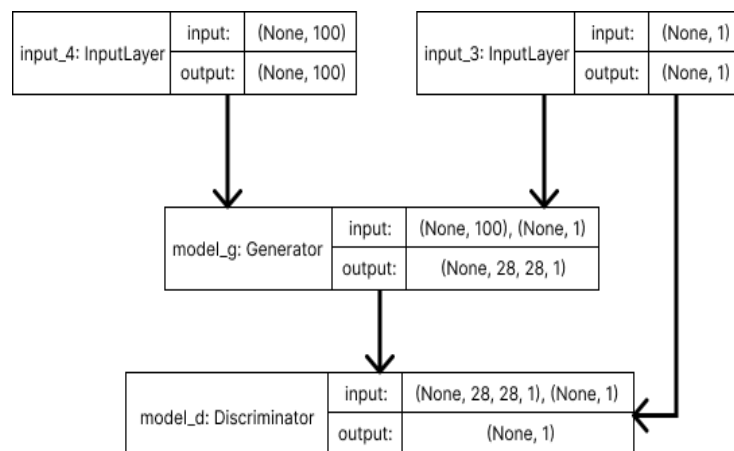 input_4: InputLayer
input: (None, 100)
output: (None, 100)
input_3: InputLayer
input: (None, 1)
output: (None, 1)
model_g: Generator
input: (None, 100), (None, 1)
output: (None, 28, 28, 1)
model_d: Discriminator
input: (None, 28, 28, 1), (None, 1)
output: (None, 1)